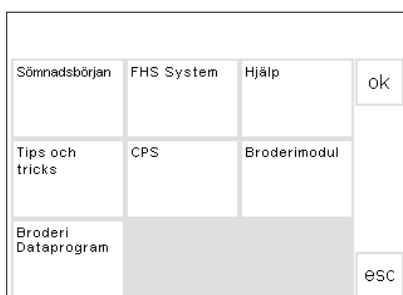 Sömnadsbörjan
FHS System
Hjälp
ok
Tips och
tricks
CPS
Broderimodul
Broderi
Dataprogram
esc